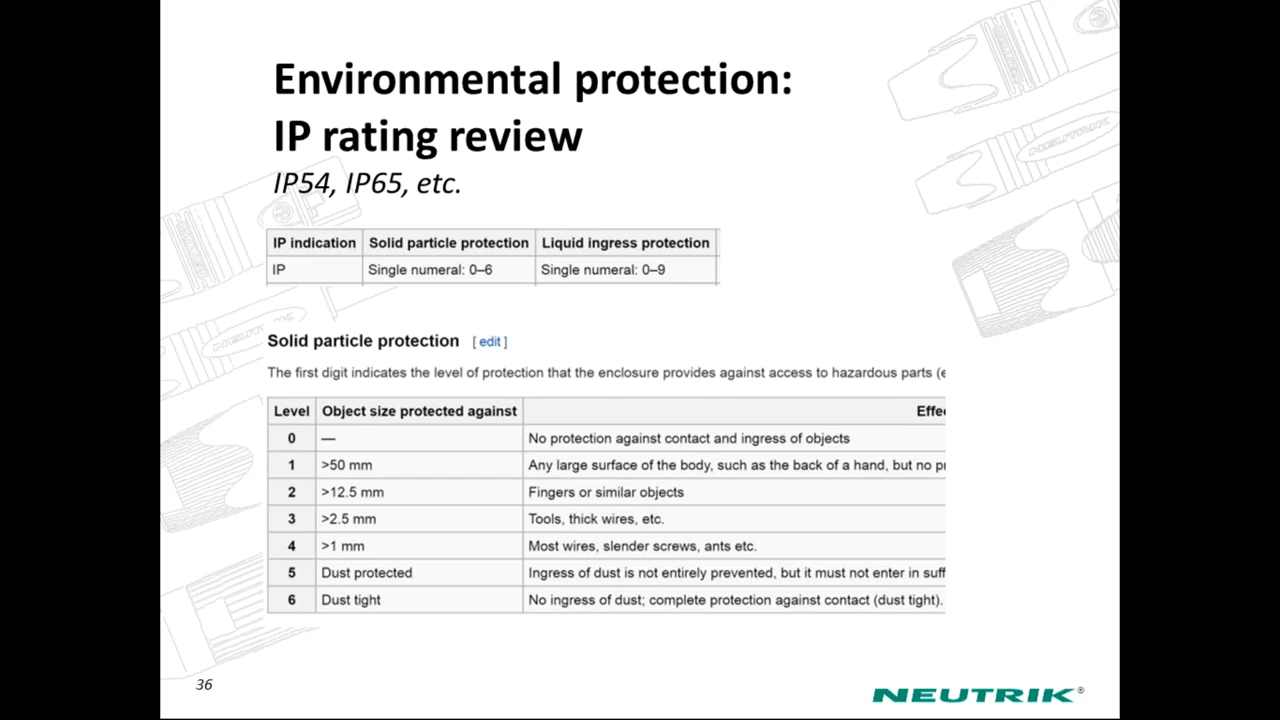 Environmental protection:
IP rating review
IP54, IP65, etc.
IP indication Solid particle protection Liquid ingress protection
IP Single numeral: 0–6 Single numeral: 0–9
Solid particle protection [ edit ]
The first digit indicates the level of protection that the enclosure provides against access to hazardous parts (e
Level Object size protected against Effe
0 — No protection against contact and ingress of objects
1 >50 mm Any large surface of the body, such as the back of a hand, but no pr
2 >12.5 mm Fingers or similar objects
3 >2.5 mm Tools, thick wires, etc.
4 >1 mm Most wires, slender screws, ants etc.
5 Dust protected Ingress of dust is not entirely prevented, but it must not enter in suff
6 Dust tight No ingress of dust; complete protection against contact (dust tight).
36
NEUTRIK®
NEUTRIK